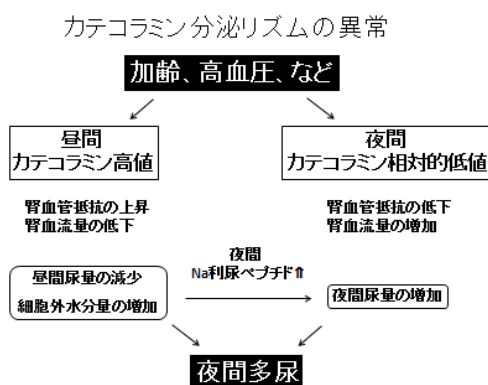 カテコラミン分泌リズムの異常
加齢、高血圧、など
昼間
カテコラミン高値
夜間
カテコラミン相対的低値
腎血管抵抗の上昇
腎血流量の低下
腎血管抵抗の低下
腎血流量の増加
夜間
Na利尿ペプチド⇑
昼間尿量の減少
細胞外水分量の増加
夜間尿量の増加
夜間多尿